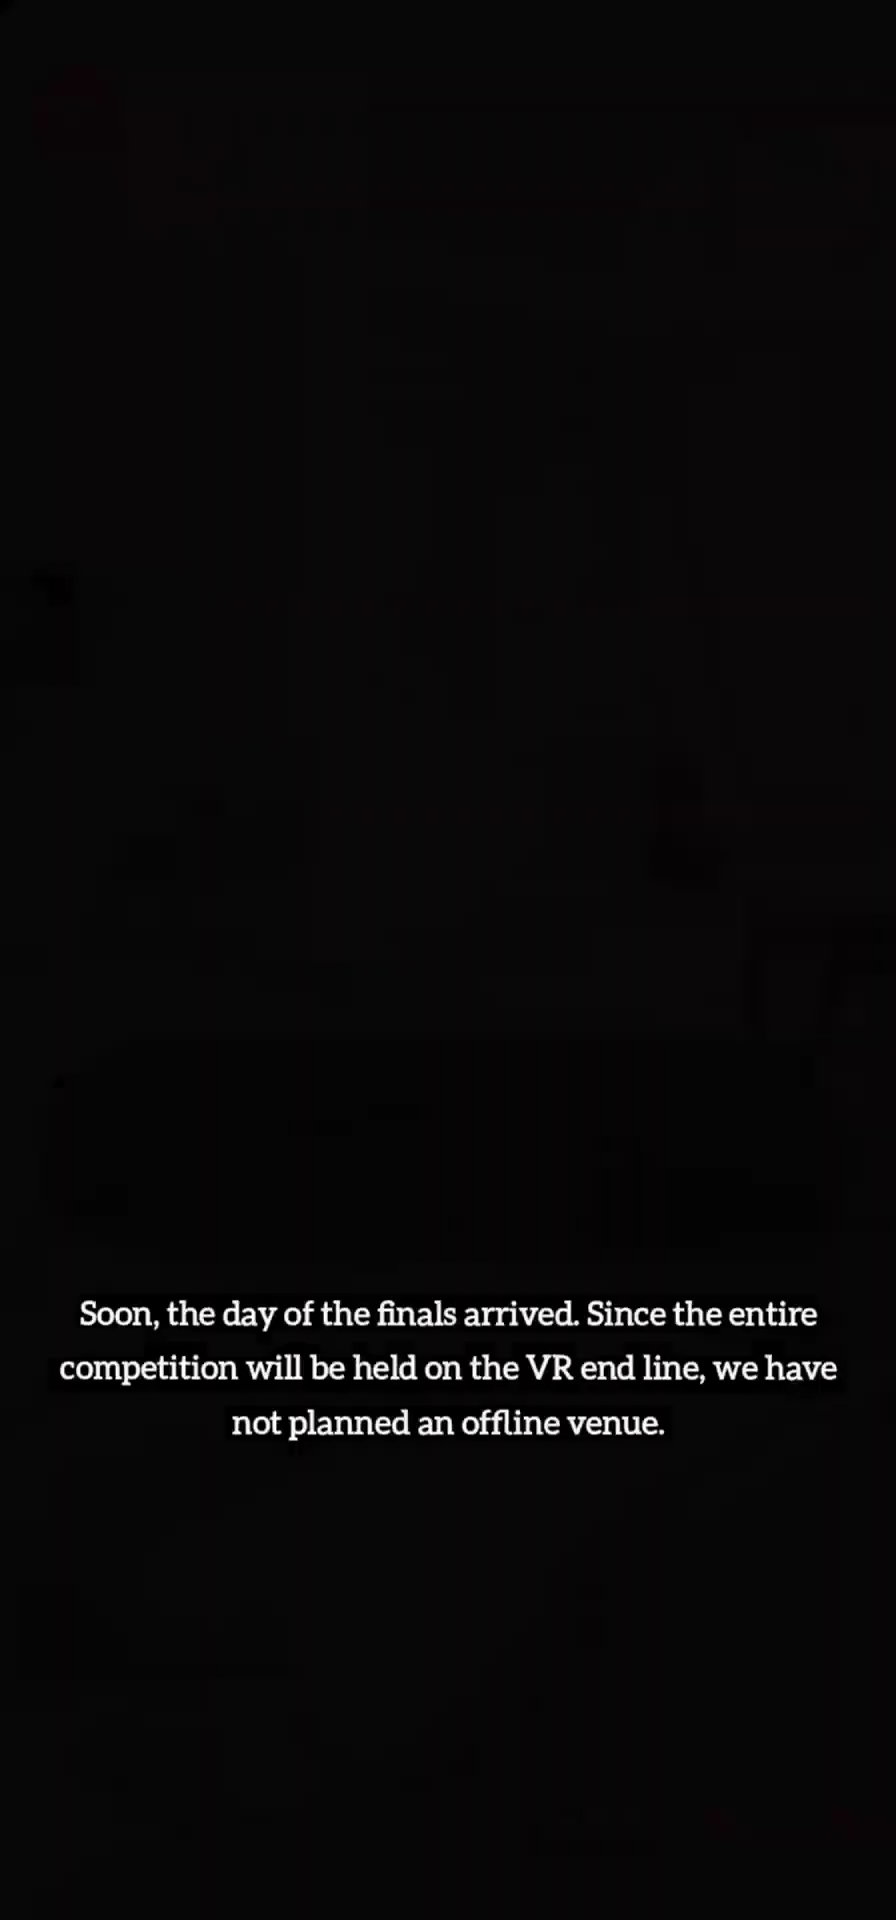 Soon, the day of the finals arrived. Since the entire
competition will be held on the VR end line, we have
not planned an offline venue.